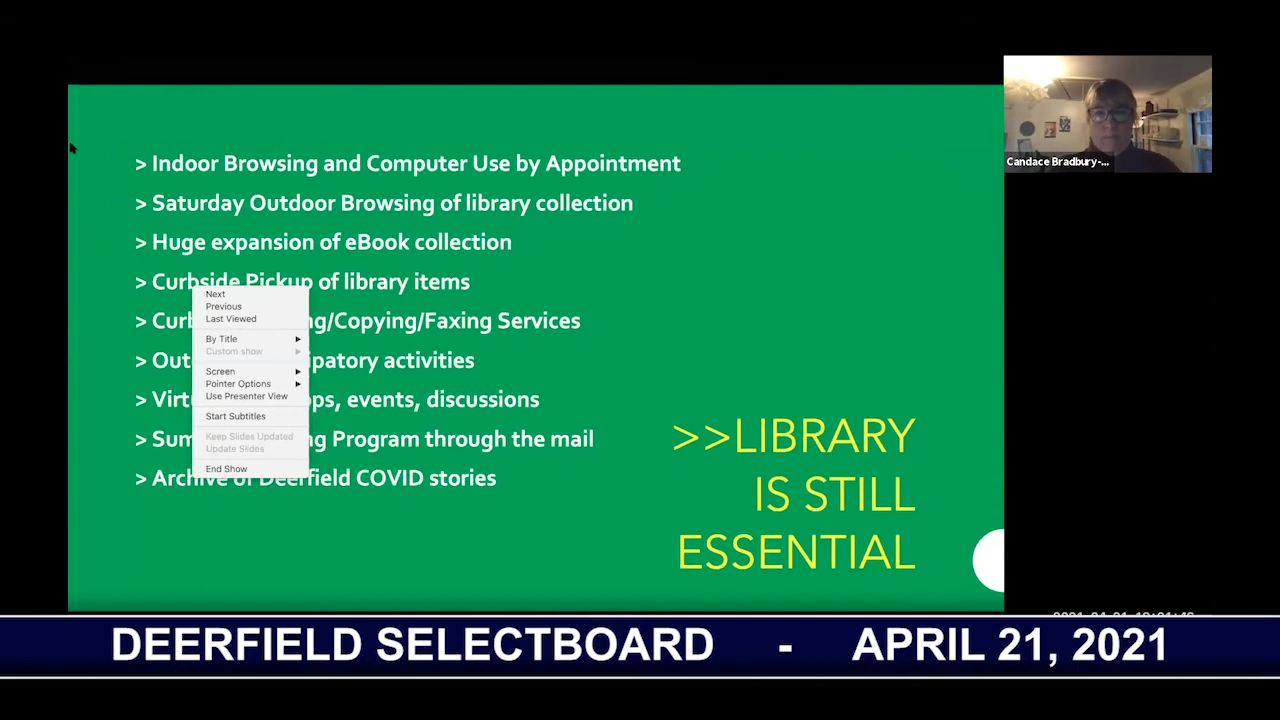 > Indoor Browsing and Computer Use by Appointment
> Saturday Outdoor Browsing of library collection
> Huge expansion of eBook collection
> Curbside Pickup of library items
> Curb
g/Copying/Faxing Services
> Out
ipatory activities
> Virt
ps, events, discussions
> Sum
g Program through the mail
> Archive of Deerfield COVID stories
Next
Previous
Last Viewed
By Title
Custom show
Screen
Pointer Options
Use Presenter View
Start Subtitles
Keep Slides Updated
Update Slides
End Show
>>LIBRARY
IS STILL
ESSENTIAL
Candace Bradbury-...
DEERFIELD SELECTBOARD - APRIL 21, 2021